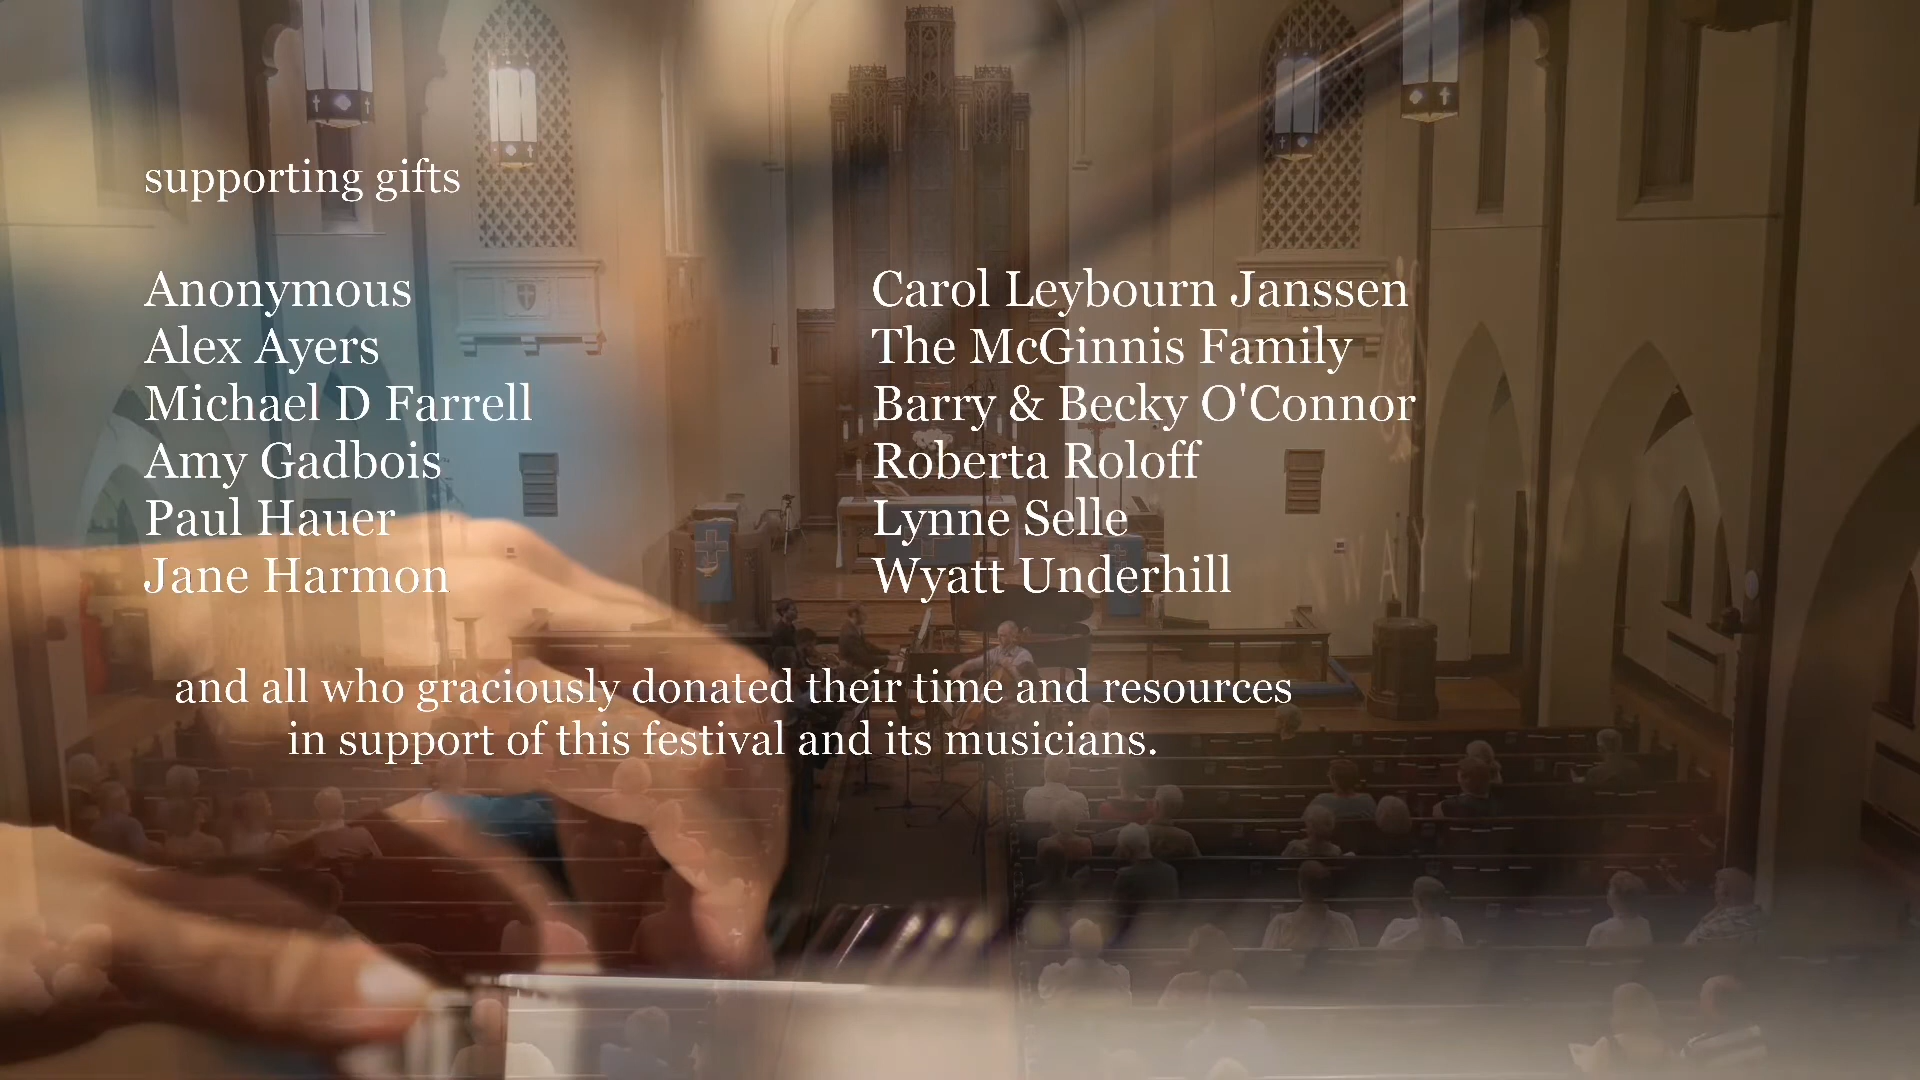 supporting gifts
Anonymous
Alex Ayers
Michael D Farrell
Amy Gadbois
Paul Hauer
Jane Harmon
Carol Leybourn Janssen
The McGinnis Family
Barry & Becky O'Connor
Roberta Roloff
Lynne Selle
Wyatt Underhill
and all who graciously donated their time and resources
in support of this festival and its musicians.